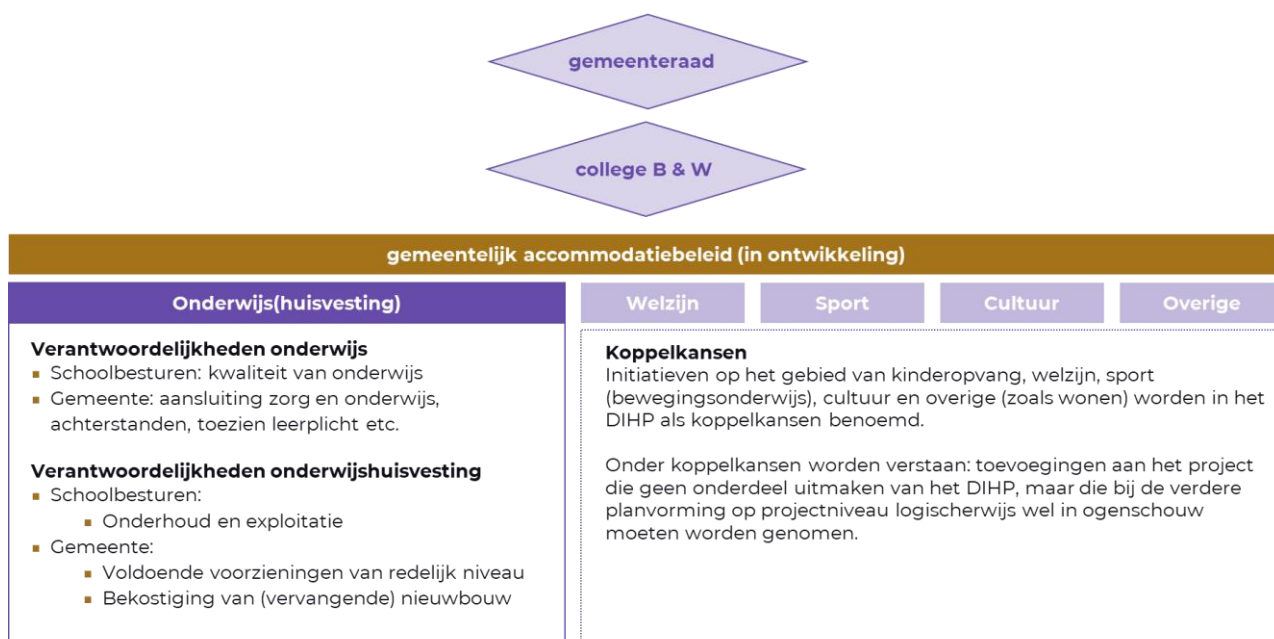 gemeenteraad
college B & W
gemeentelijk accommodatiebeleid (in ontwikkeling)
Onderwijs(huisvesting)
Welzijn
Sport
Cultuur
Overige
Verantwoordelijkheden onderwijs
▪ Schoolbesturen: kwaliteit van onderwijs
▪ Gemeente: aansluiting zorg en onderwijs,
achterstanden, toezien leerplicht etc.
Verantwoordelijkheden onderwijshuisvesting
▪ Schoolbesturen:
▪ Onderhoud en exploitatie
▪ Gemeente:
▪ Voldoende voorzieningen van redelijk niveau
▪ Bekostiging van (vervangende) nieuwbouw
Koppelkansen
Initiatieven op het gebied van kinderopvang, welzijn, sport
(bewegingsonderwijs), cultuur en overige (zoals wonen) worden in het
DIHP als koppelkansen benoemd.
Onder koppelkansen worden verstaan: toevoegingen aan het project
die geen onderdeel uitmaken van het DIHP, maar die bij de verdere
planvorming op projectniveau logischerwijs wel in ogenschouw
moeten worden genomen.